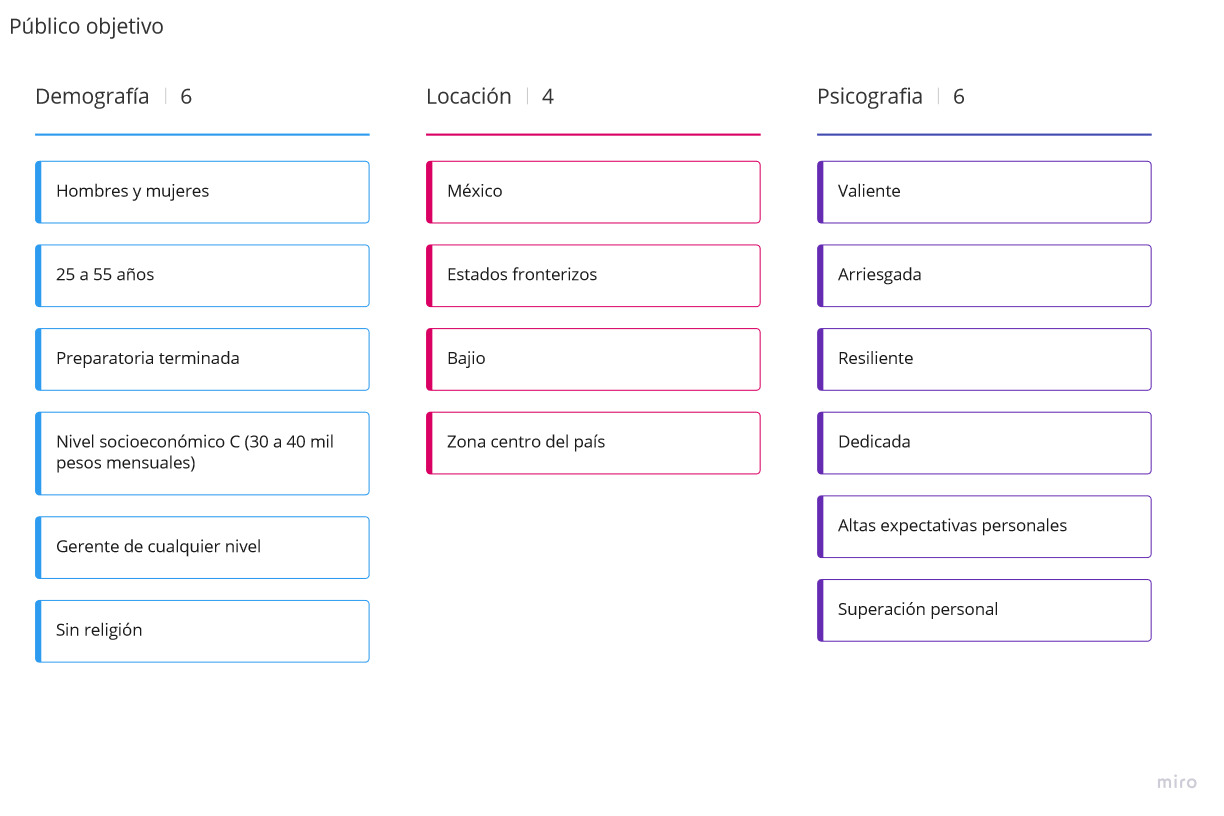 Público objetivo
Demografía | 6
Hombres y mujeres
25 a 55 años
Preparatoria terminada
Nivel socioeconómico C (30 a 40 mil
pesos mensuales)
Gerente de cualquier nivel
Sin religión
Locación | 4
México
Estados fronterizos
Bajio
Zona centro del país
Psicografia | 6
Valiente
Arriesgada
Resiliente
Dedicada
Altas expectativas personales
Superación personal
miro